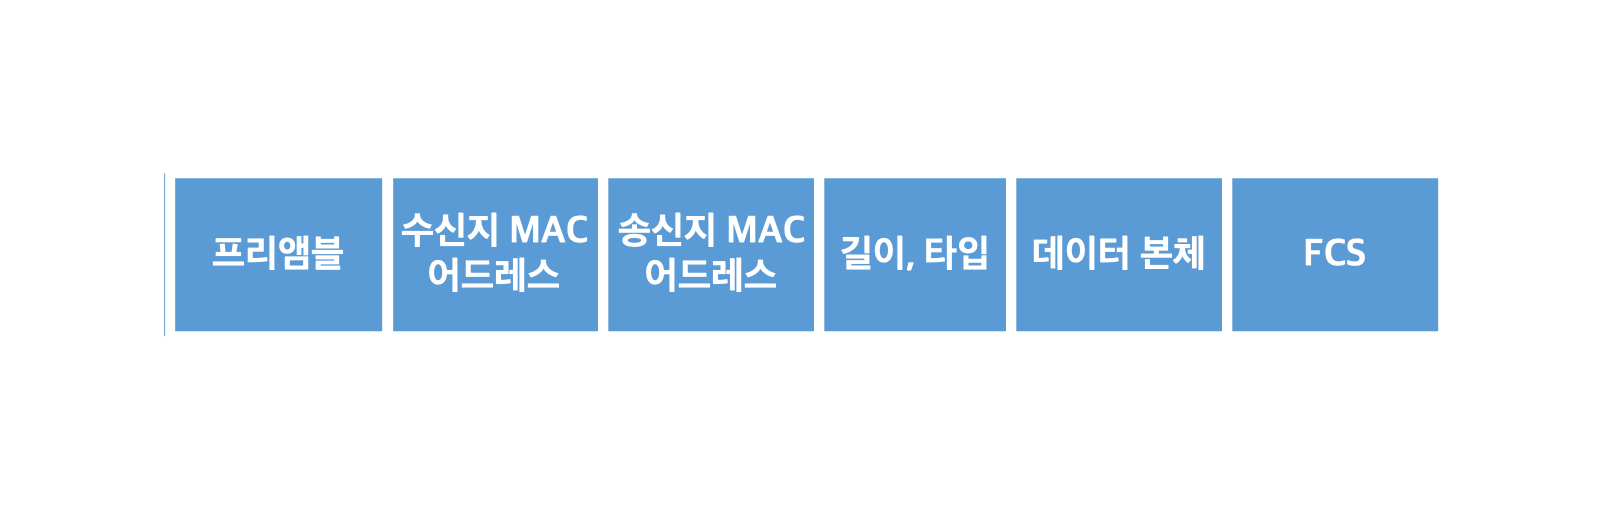 프리앰블
수신지 MAC
어드레스
송신지 MAC
어드레스
길이, 타입
데이터 본체
FCS